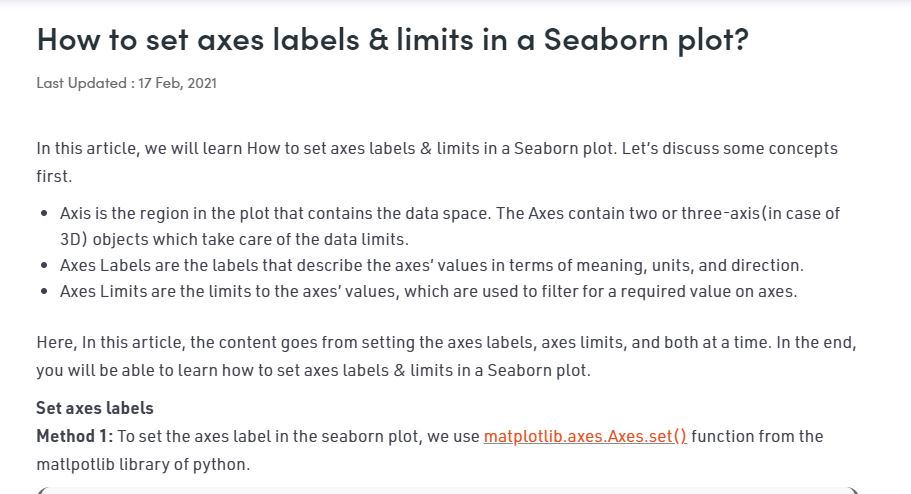 How to set axes labels & limits in a Seaborn plot?
Last Updated : 17 Feb, 2021
In this article, we will learn How to set axes labels & limits in a Seaborn plot. Let's discuss some concepts
first.
• Axis is the region in the plot that contains the data space. The Axes contain two or three-axis(in case of
3D) objects which take care of the data limits.
• Axes Labels are the labels that describe the axes' values in terms of meaning, units, and direction.
• Axes Limits are the limits to the axes' values, which are used to filter for a required value on axes.
Here, In this article, the content goes from setting the axes labels, axes limits, and both at a time. In the end,
you will be able to learn how to set axes labels & limits in a Seaborn plot.
Set axes labels
Method 1: To set the axes label in the seaborn plot, we use matplotlib.axes.Axes.set() function from the
matlpotlib library of python.